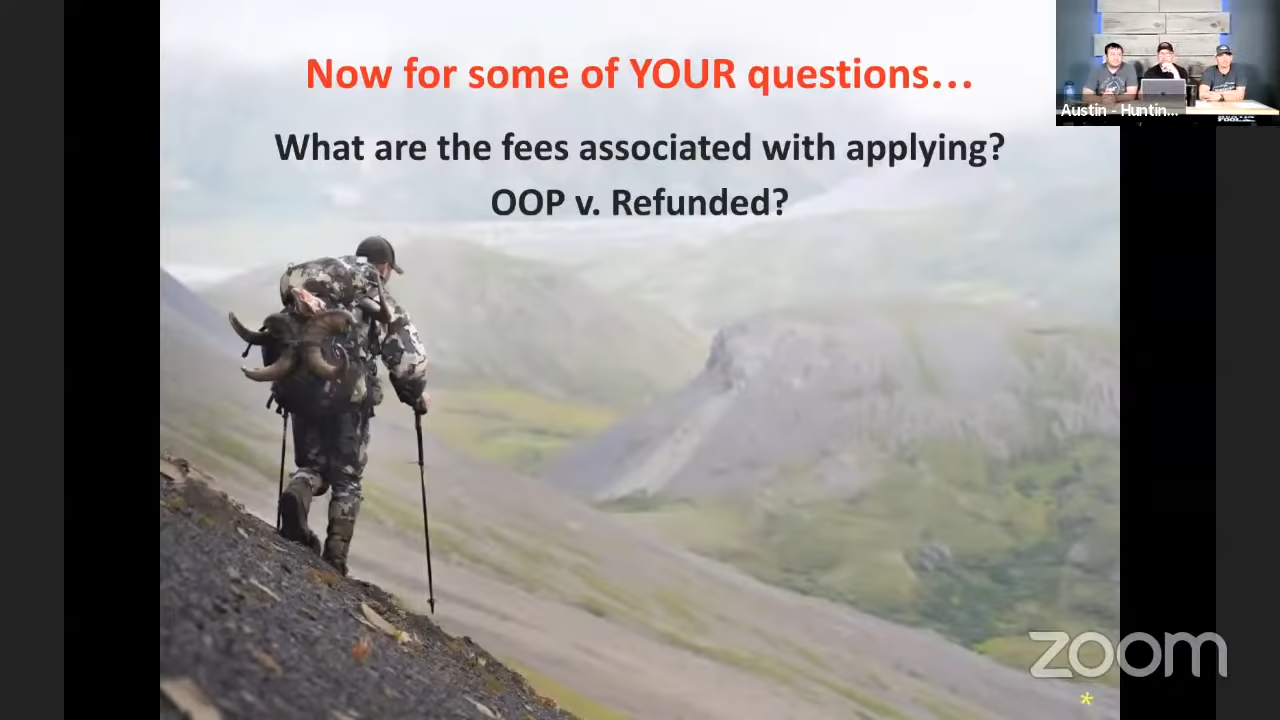 Now for some of YOUR questions...
What are the fees associated with applying?
OOP v. Refunded?
Austin - Huntin...
zoom
*